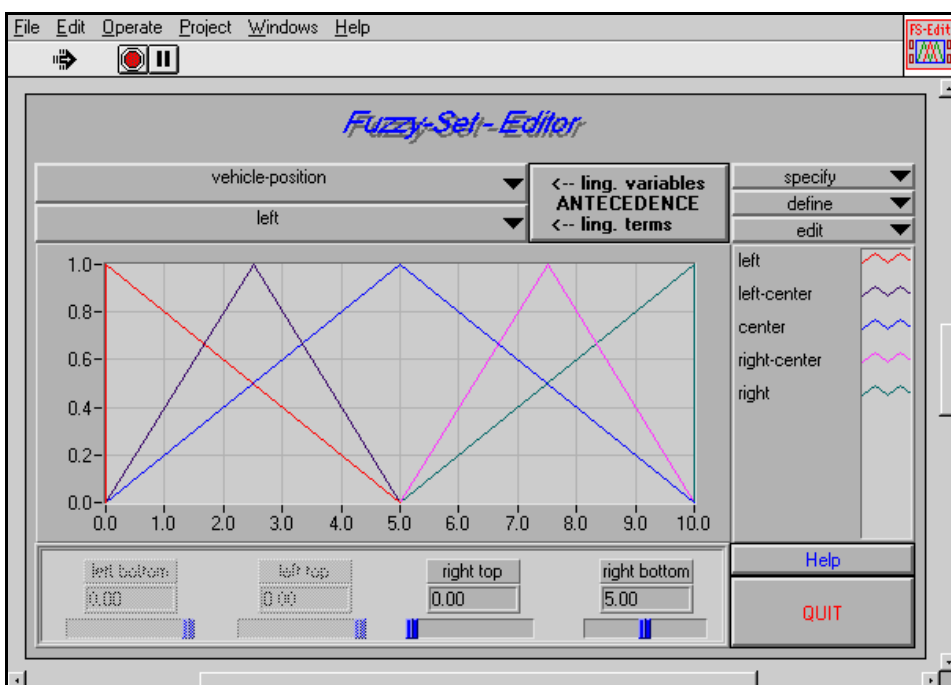 File Edit Operate Project Windows Help
FS-Edit
Fuzzy-Set-Editor
vehicle-position
left
<-- ling. variables
ANTECEDENCE
<-- ling. terms
specify
define
edit
1.0
0.8
0.6
0.4
0.2
0.0
0.0 1.0 2.0 3.0 4.0 5.0 6.0 7.0 8.0 9.0 10.0
left
left-center
center
right-center
right
left bottom left top right top right bottom
0.00 0.00 0.00 5.00
Help
QUIT